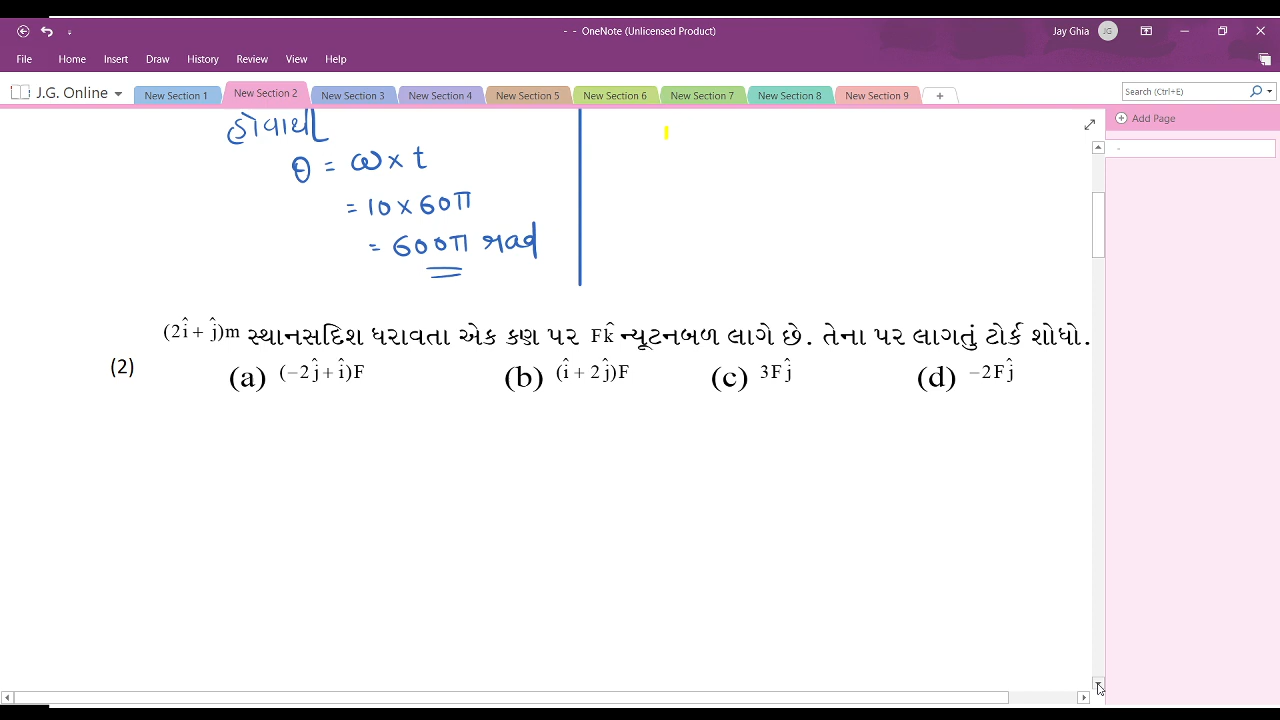 - - OneNote (Unlicensed Product)
Jay Ghia JG
File Home Insert Draw History Review View Help
J.G. Online New Section 1 New Section 2 New Section 3 New Section 4 New Section 5 New Section 6 New Section 7 New Section 8 New Section 9 + Search (Ctrl+E)
Add Page
-
હોવાથી
θ = ω × t
= 10 × 60π
= 600π rad
(2î + ĵ)m સ્થાનસદિશ ધરાવતા એક કણ પર Fk̂ ન્યૂટનબળ લાગે છે. તેના પર લાગતું ટોર્ક શોધો.
(2) (a) (−2ĵ + î)F (b) (î + 2ĵ)F (c) 3Fĵ (d) −2Fĵ